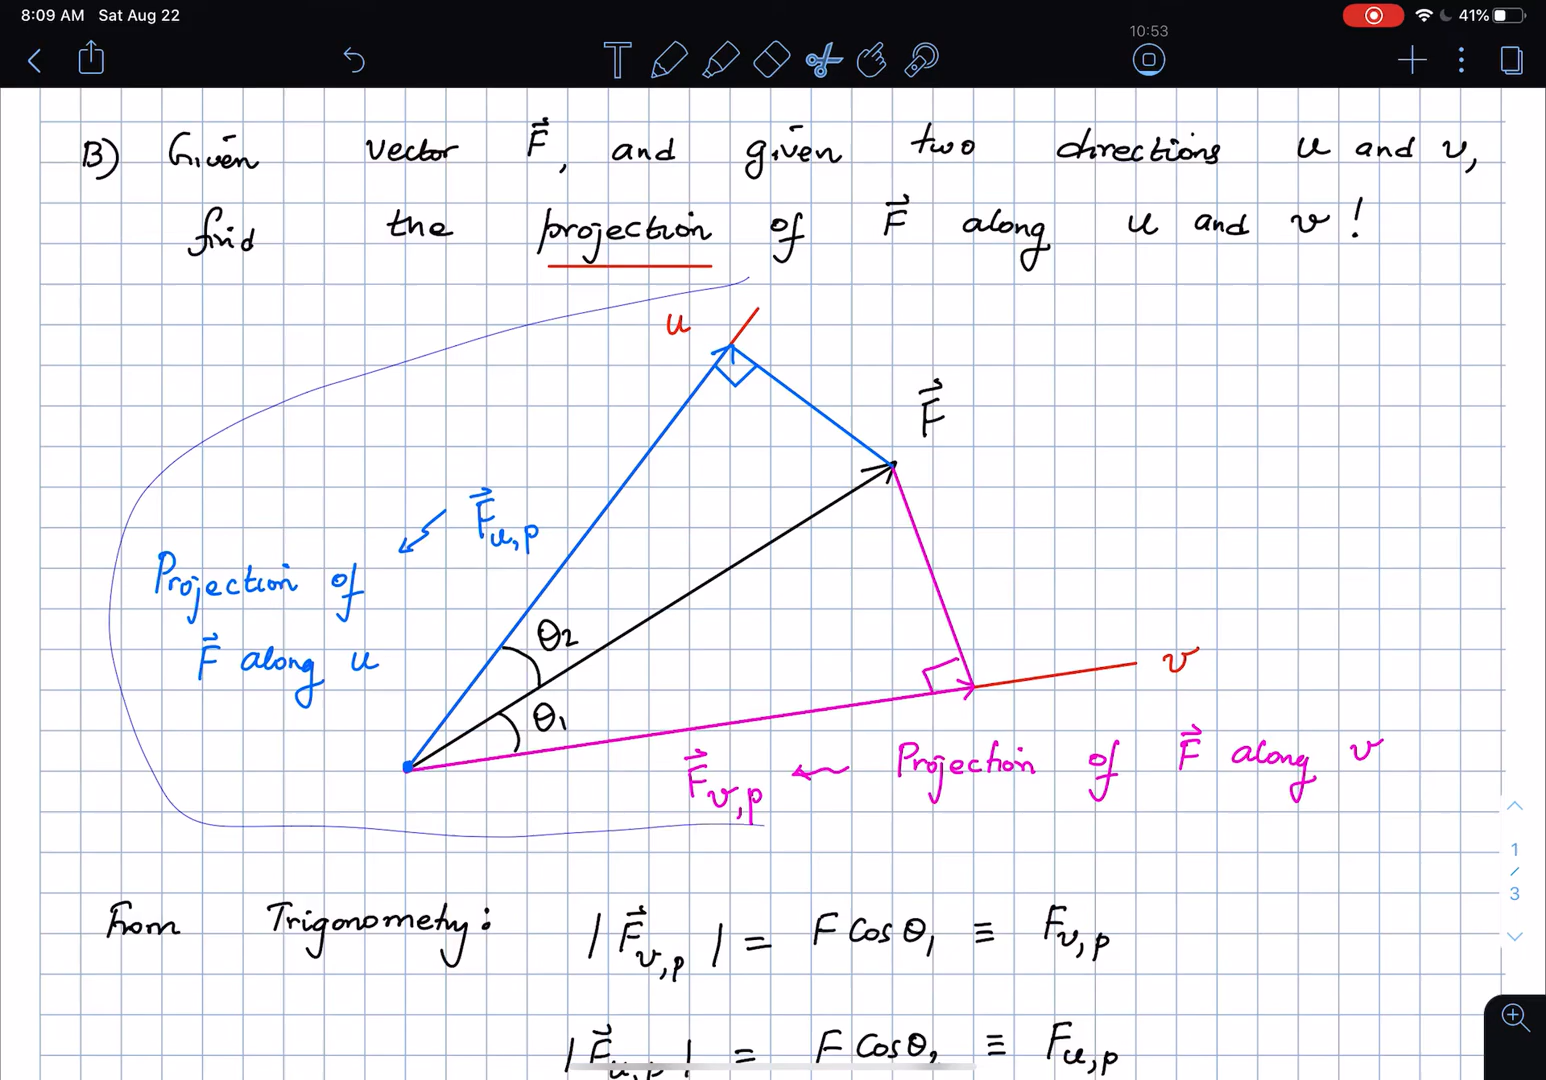 8:09 AM Sat Aug 22
41%
10:53
T
B) Given vector F⃗, and given two directions u and v,
find the projection of F⃗ along u and v!
u
F⃗
F⃗u,p
Projection of
F⃗ along u
θ2
θ1
v
F⃗v,p ← Projection of F⃗ along v
1
/
3
From Trigonometry: |F⃗v,p| = F Cos θ1 ≡ Fv,p
|F⃗u,p| = F Cos θ2 ≡ Fu,p